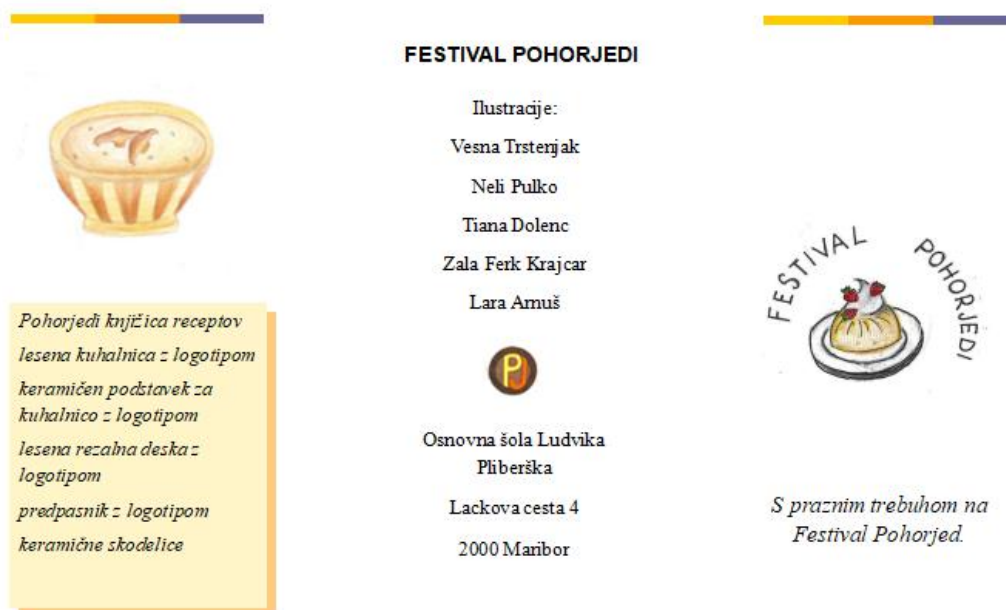 Pohorjedi knjižica receptov
lesena kuhalnica z logotipom
keramičen podstavek za
kuhalnico z logotipom
lesena rezalna deska z
logotipom
predpasnik z logotipom
keramične skodelice
FESTIVAL POHORJEDI
Ilustracije:
Vesna Trstenjak
Neli Pulko
Tiana Dolenc
Zala Ferk Krajcar
Lara Amuš
PJ
Osnovna šola Ludvika
Pliberška
Lackova cesta 4
2000 Maribor
FESTIVAL POHORJEDI
S praznim trebuhom na
Festival Pohorjed.